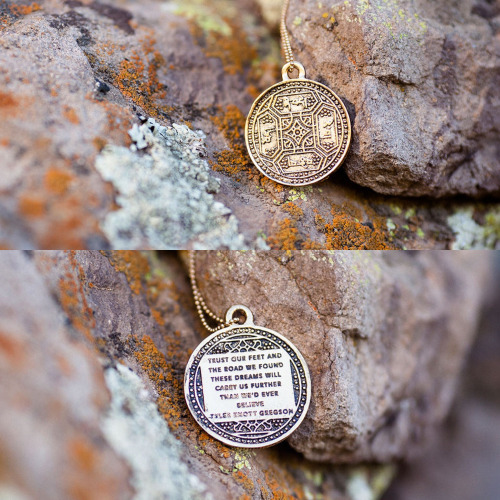 TRUST OUR FEET AND
THE ROAD WE FOUND
THESE DREAMS WILL
CARRY US FURTHER
THAN WE'D EVER
BELIEVE
TYLER KNOTT GREGSON